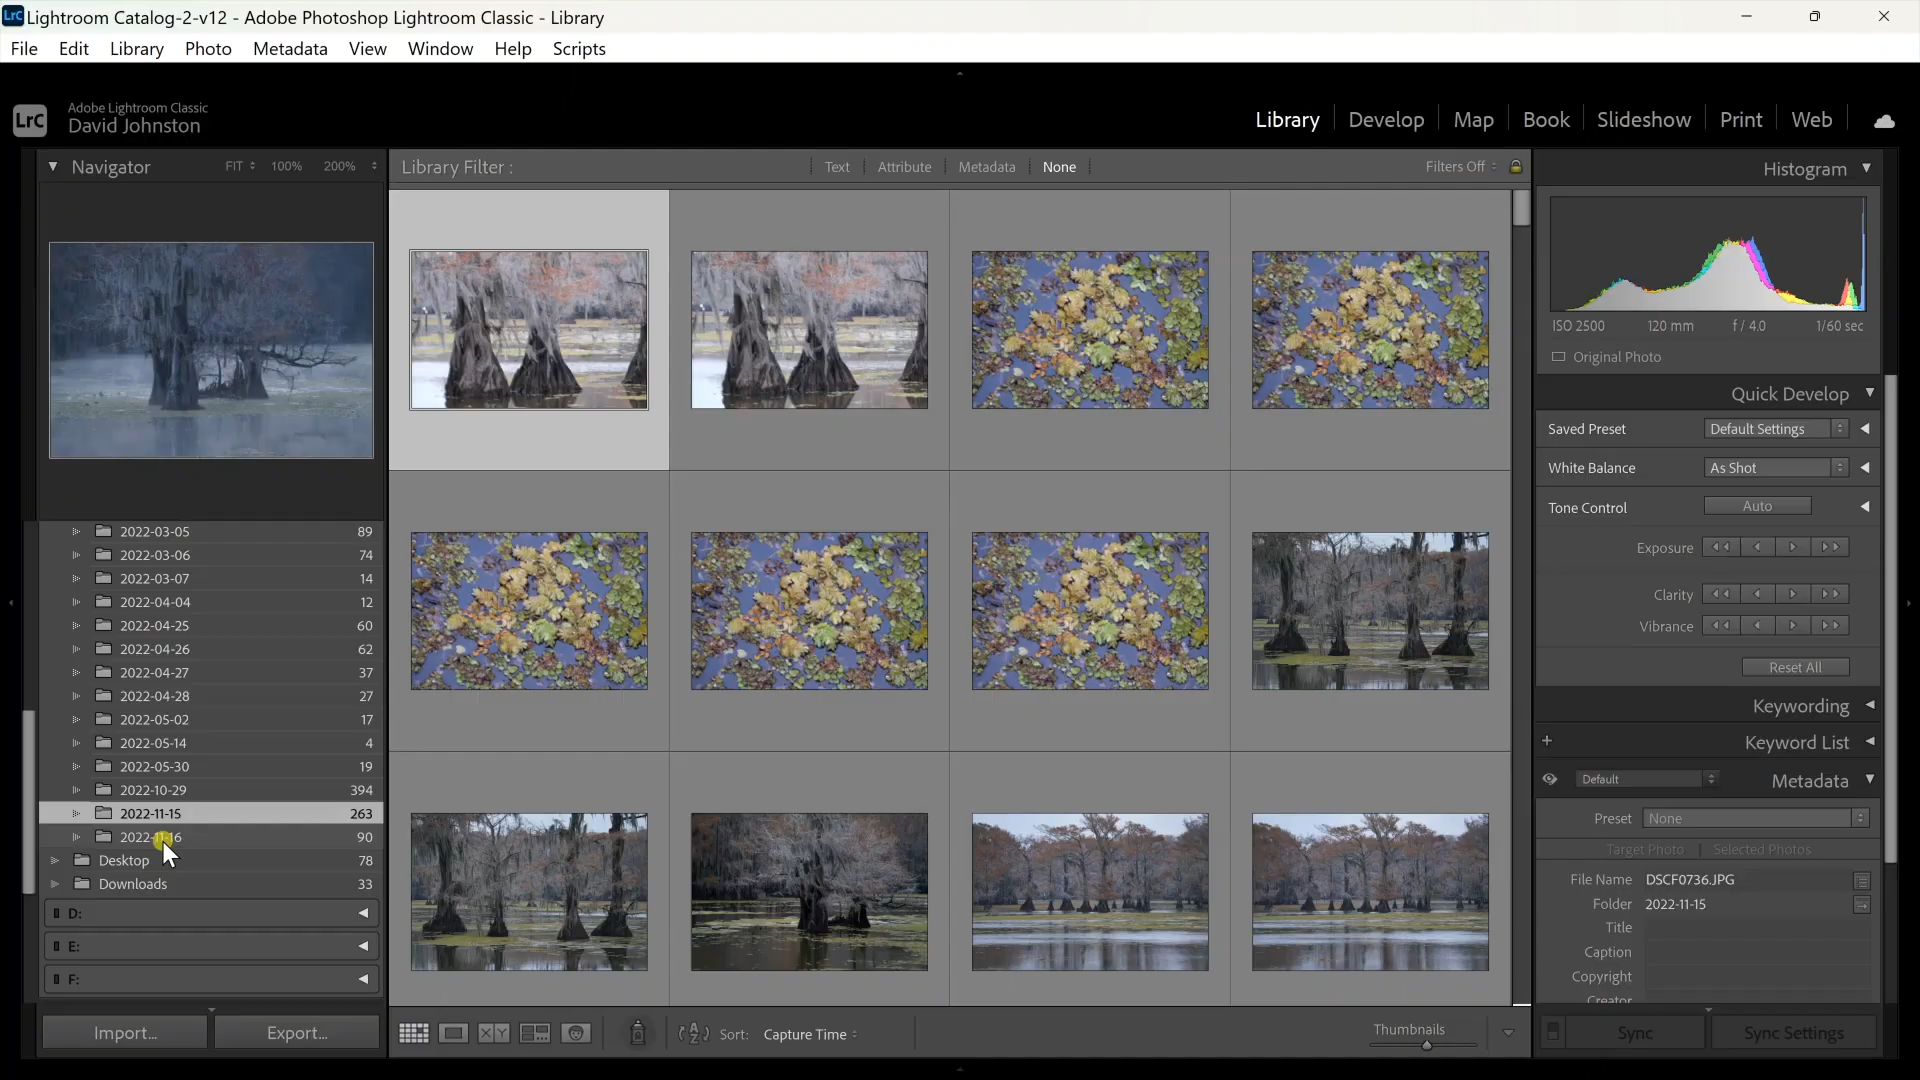 Lightroom Catalog-2-v12 - Adobe Photoshop Lightroom Classic - Library
File Edit Library Photo Metadata View Window Help Scripts
LrC
Adobe Lightroom Classic
David Johnston
Library Develop Map Book Slideshow Print Web
Navigator FIT 100% 200%
Library Filter : Text Attribute Metadata None Filters Off
Histogram
ISO 2500 120 mm f / 4.0 1/60 sec
Original Photo
Quick Develop
Saved Preset Default Settings
White Balance As Shot
Tone Control Auto
Exposure
Clarity
Vibrance
Reset All
Keywording
Keyword List
Default Metadata
Preset None
Target Photo Selected Photos
File Name DSCF0736.JPG
Folder 2022-11-15
Title
Caption
Copyright
Creator
2022-03-05 89
2022-03-06 74
2022-03-07 14
2022-04-04 12
2022-04-25 60
2022-04-26 62
2022-04-27 37
2022-04-28 27
2022-05-02 17
2022-05-14 4
2022-05-30 19
2022-10-29 394
2022-11-15 263
2022-11-16 90
Desktop 78
Downloads 33
D:
E:
F:
Import... Export...
X Y
A Z Sort: Capture Time
Thumbnails
Sync Sync Settings